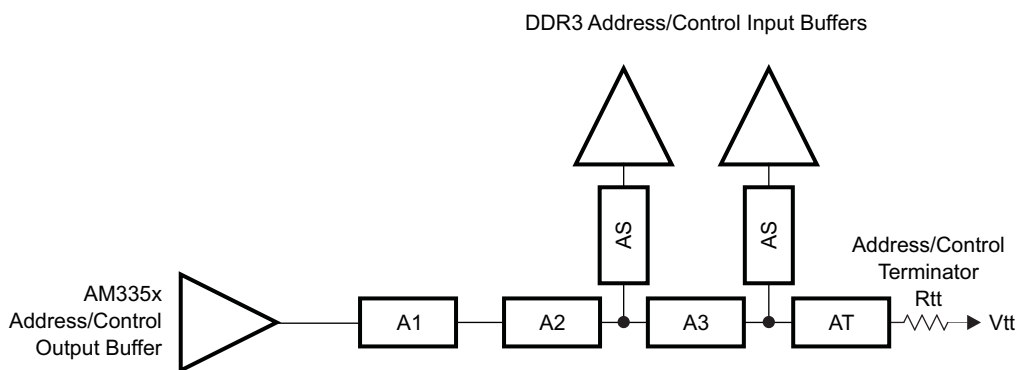 DDR3 Address/Control Input Buffers
AS
AS
Address/Control
Terminator
Rtt
AM335x
Address/Control
Output Buffer
A1
A2
A3
AT
Vtt